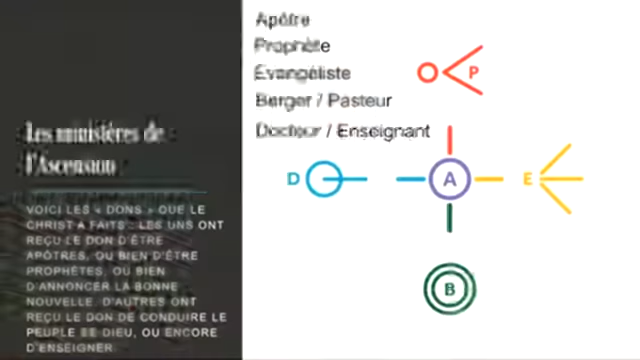 Les ministères de
l'Ascension
VOICI LES « DONS » QUE LE
CHRIST A FAITS : LES UNS ONT
REÇU LE DON D'ÊTRE
APÔTRES, OU BIEN D'ÊTRE
PROPHÈTES, OU BIEN
D'ANNONCER LA BONNE
NOUVELLE. D'AUTRES ONT
REÇU LE DON DE CONDUIRE LE
PEUPLE DE DIEU, OU ENCORE
D'ENSEIGNER.
Apôtre
Prophète
Evangéliste
Berger / Pasteur
Docteur / Enseignant
P
D
A
E
B